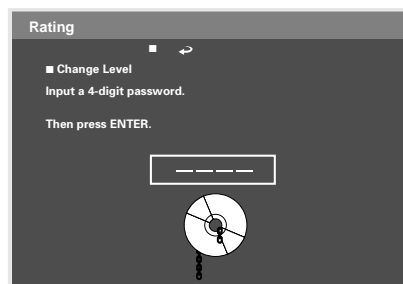 Rating
■ Change Level
Input a 4-digit password.
Then press ENTER.